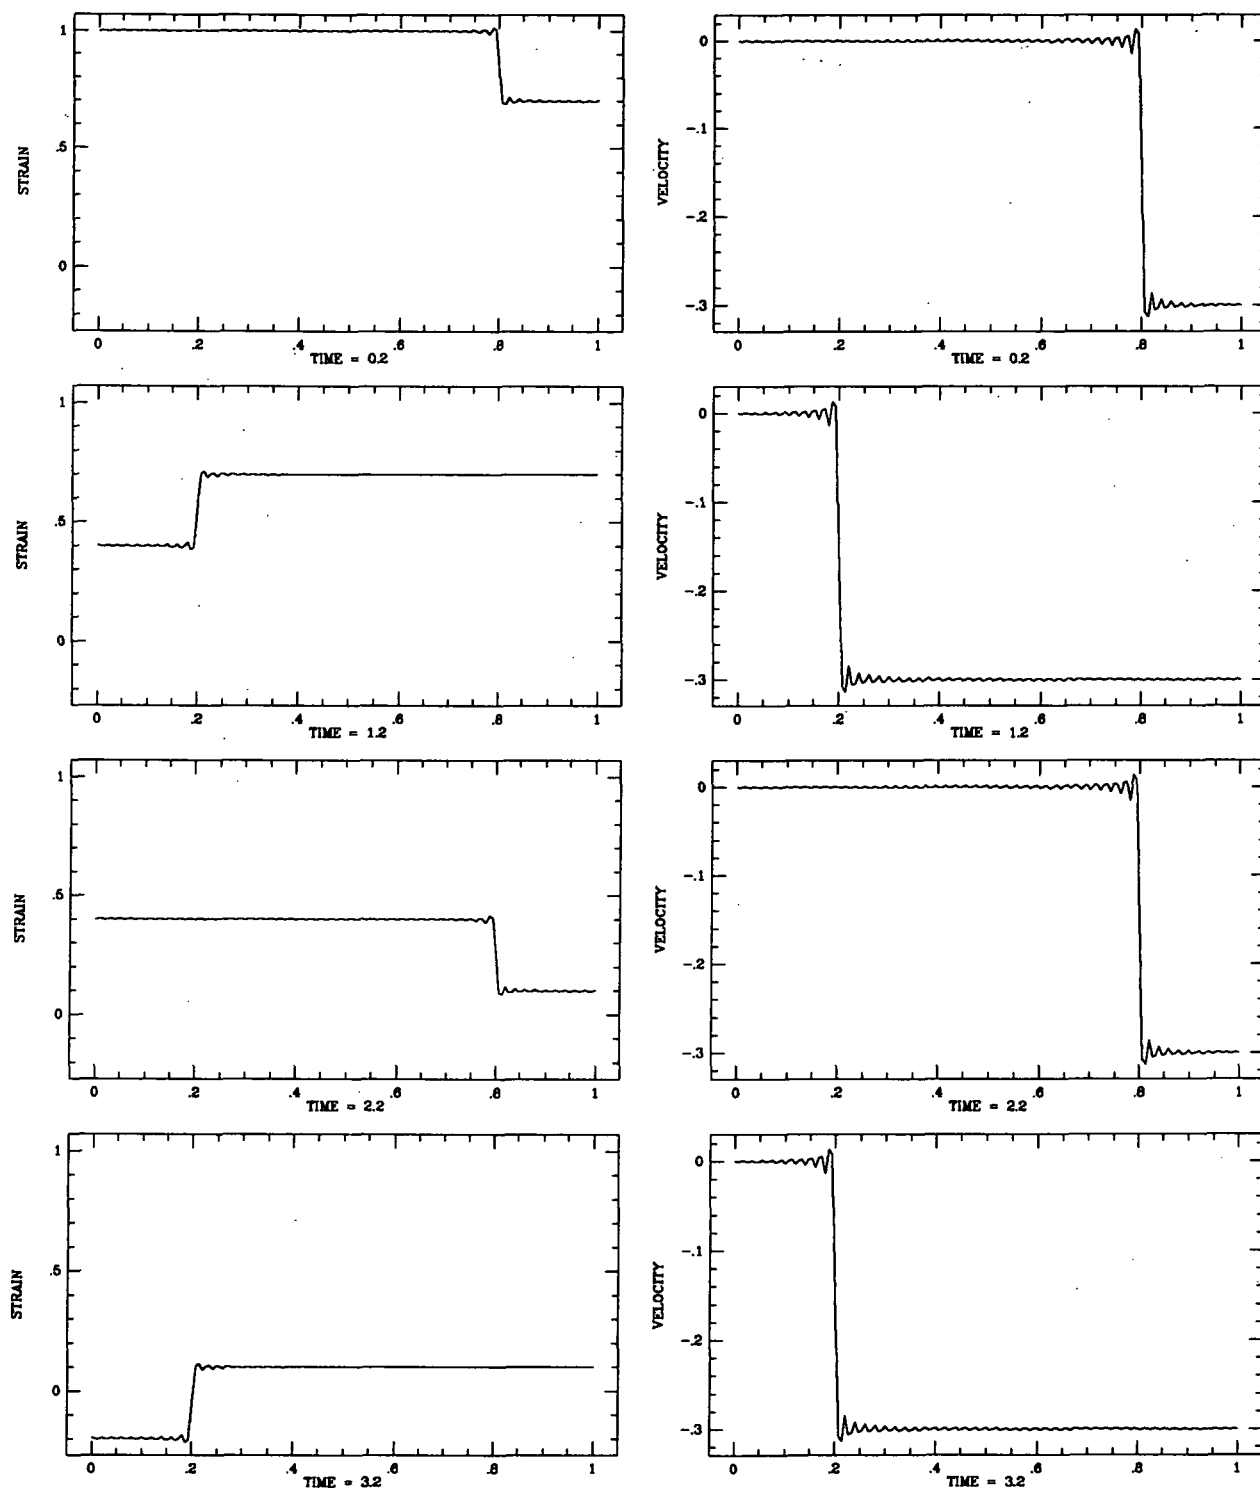 1
.5
0
STRAIN
0 .2 .4 .6 .8 1
TIME = 0.2
0
-.1
-.2
-.3
VELOCITY
0 .2 .4 .6 .8 1
TIME = 0.2
1
.5
0
STRAIN
0 .2 .4 .6 .8 1
TIME = 1.2
0
-.1
-.2
-.3
VELOCITY
0 .2 .4 .6 .8 1
TIME = 1.2
1
.5
0
STRAIN
0 .2 .4 .6 .8 1
TIME = 2.2
0
-.1
-.2
-.3
VELOCITY
0 .2 .4 .6 .8 1
TIME = 2.2
1
.5
0
STRAIN
0 .2 .4 .6 .8 1
TIME = 3.2
0
-.1
-.2
-.3
VELOCITY
0 .2 .4 .6 .8 1
TIME = 3.2